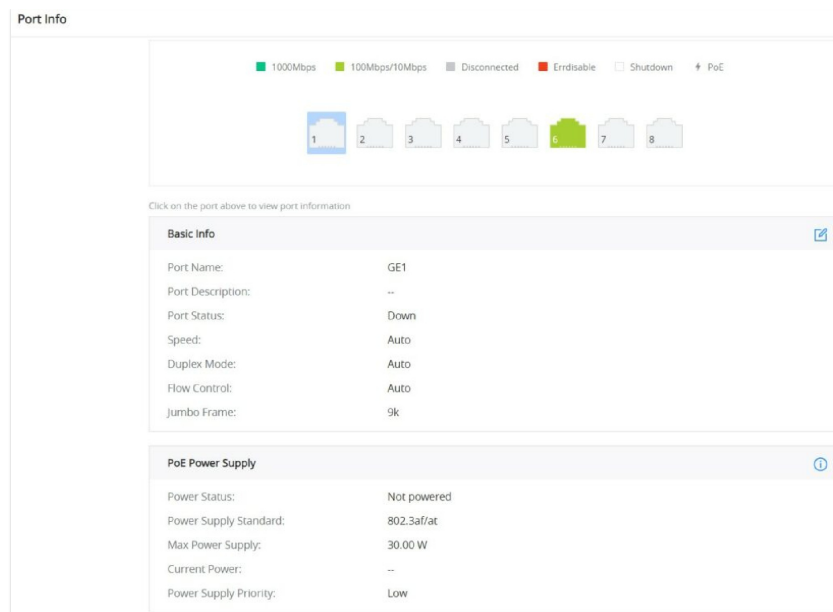 Port Info
1000Mbps 100Mbps/10Mbps Disconnected Errdisable Shutdown PoE
1 2 3 4 5 6 7 8
Click on the port above to view port information
Basic Info
Port Name: GE1
Port Description: --
Port Status: Down
Speed: Auto
Duplex Mode: Auto
Flow Control: Auto
Jumbo Frame: 9k
PoE Power Supply
Power Status: Not powered
Power Supply Standard: 802.3af/at
Max Power Supply: 30.00 W
Current Power: --
Power Supply Priority: Low